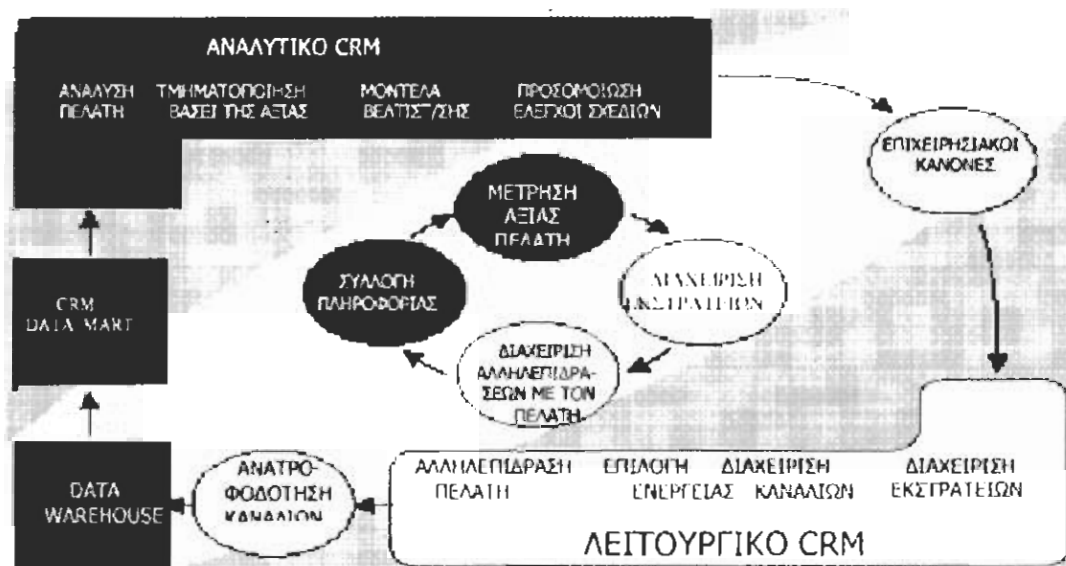 ΑΝΑΛΥΤΙΚΟ CRM
ΑΝΑΛΥΣΗ ΤΜΗΜΑΤΟΠΟΙΗΣΗ ΜΟΝΤΕΛΑ ΠΡΟΣΟΜΟΙΩΣΗ
ΠΕΛΑΤΗ ΒΑΣΕΙ ΤΗΣ ΑΞΙΑΣ ΒΕΛΤΙΣΤ/ΣΗΣ ΕΛΕΓΧΟΙ ΣΧΕΔΙΩΝ
ΕΠΙΧΕΙΡΗΣΙΑΚΟΙ
ΚΑΝΟΝΕΣ
ΜΕΤΡΗΣΗ
ΑΞΙΑΣ
ΠΕΛΑΤΗ
ΣΥΛΛΟΓΗ
ΠΛΗΡΟΦΟΡΙΑΣ
ΔΙΑΧΕΙΡΙΣΗ
ΕΚΣΤΡΑΤΕΙΩΝ
CRM
DATA MART
ΔΙΑΧΕΙΡΙΣΗ
ΑΛΛΗΛΕΠΙΔΡΑ-
ΣΕΩΝ ΜΕ ΤΟΝ
ΠΕΛΑΤΗ
DATA
WAREHOUSE
ΑΝΑΤΡΟ-
ΦΟΔΟΤΗΣΗ
ΚΑΝΑΛΙΩΝ
ΑΛΛΗΛΕΠΙΔΡΑΣΗ ΕΠΙΛΟΓΗ ΔΙΑΧΕΙΡΙΣΗ ΔΙΑΧΕΙΡΙΣΗ
ΠΕΛΑΤΗ ΕΝΕΡΓΕΙΑΣ ΚΑΝΑΛΙΩΝ ΕΚΣΤΡΑΤΕΙΩΝ
ΛΕΙΤΟΥΡΓΙΚΟ CRM